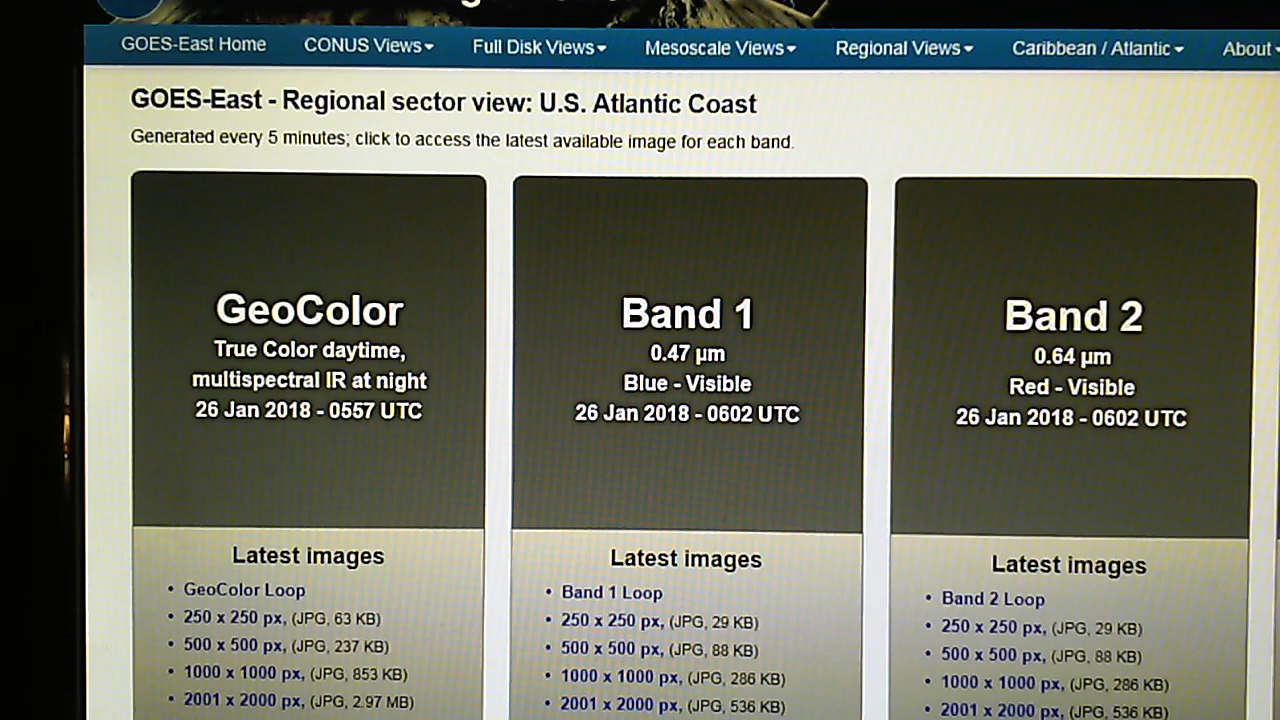 GOES-East Home CONUS Views Full Disk Views Mesoscale Views Regional Views Caribbean / Atlantic About
GOES-East - Regional sector view: U.S. Atlantic Coast
Generated every 5 minutes; click to access the latest available image for each band.
GeoColor
True Color daytime,
multispectral IR at night
26 Jan 2018 - 0557 UTC
Latest images
• GeoColor Loop
• 250 x 250 px, (JPG, 63 KB)
• 500 x 500 px, (JPG, 237 KB)
• 1000 x 1000 px, (JPG, 853 KB)
• 2001 x 2000 px, (JPG, 2.97 MB)
Band 1
0.47 µm
Blue - Visible
26 Jan 2018 - 0602 UTC
Latest images
• Band 1 Loop
• 250 x 250 px, (JPG, 29 KB)
• 500 x 500 px, (JPG, 88 KB)
• 1000 x 1000 px, (JPG, 286 KB)
• 2001 x 2000 px, (JPG, 536 KB)
Band 2
0.64 µm
Red - Visible
26 Jan 2018 - 0602 UTC
Latest images
• Band 2 Loop
• 250 x 250 px, (JPG, 29 KB)
• 500 x 500 px, (JPG, 88 KB)
• 1000 x 1000 px, (JPG, 286 KB)
• 2001 x 2000 px, (JPG, 536 KB)